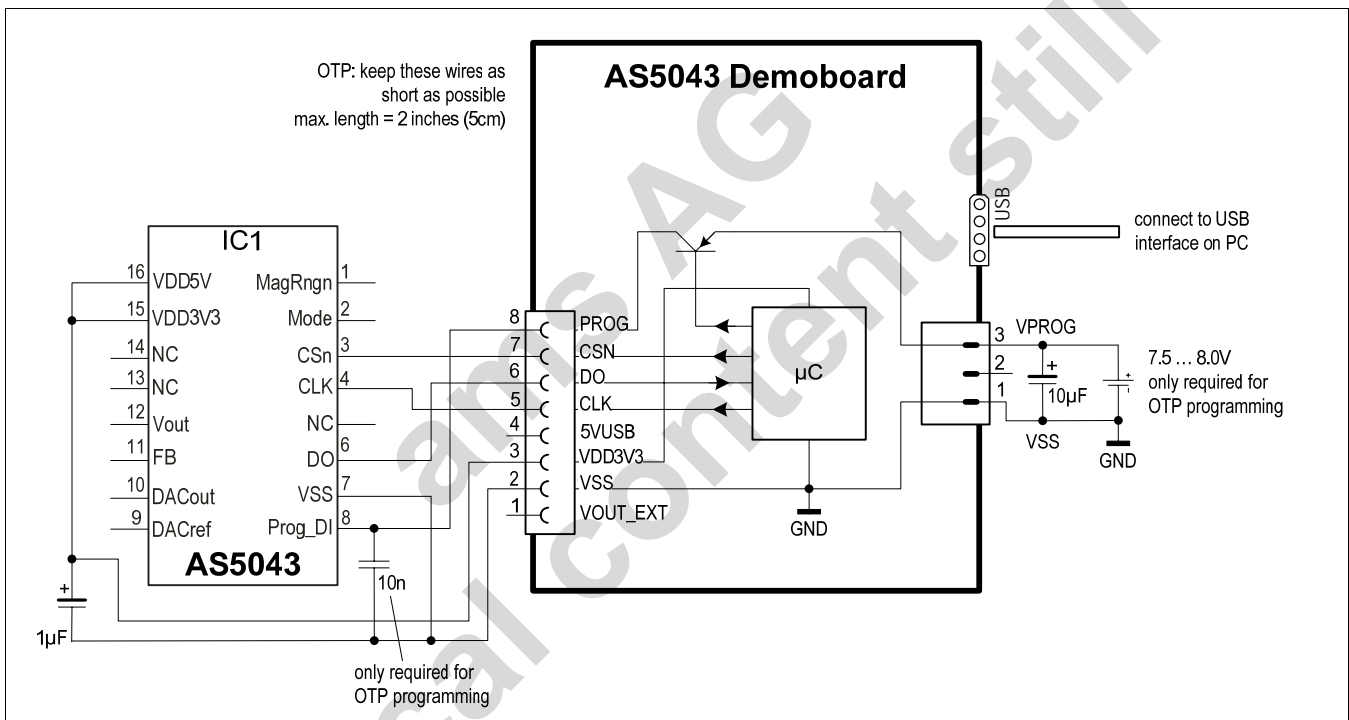 OTP: keep these wires as
short as possible
max. length = 2 inches (5cm)
AS5043 Demoboard
USB
connect to USB
interface on PC
IC1
16 VDD5V
15 VDD3V3
14 NC
13 NC
12 Vout
11 FB
10 DACout
9 DACref
MagRngn 1
Mode 2
CSn 3
CLK 4
NC
DO 6
VSS 7
Prog_DI 8
AS5043
+
1µF
10n
only required for
OTP programming
8 PROG
7 CSN
6 DO
5 CLK
4 5VUSB
3 VDD3V3
2 VSS
1 VOUT_EXT
µC
GND
3 VPROG
2
1
+
10µF
VSS
+
-
GND
7.5 ... 8.0V
only required for
OTP programming
ams AG
cal content still